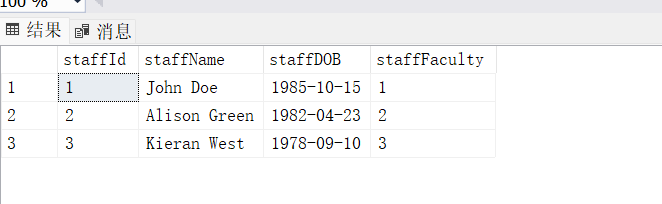 100 %
结果 消息
staffId staffName staffDOB staffFaculty
1 1 John Doe 1985-10-15 1
2 2 Alison Green 1982-04-23 2
3 3 Kieran West 1978-09-10 3